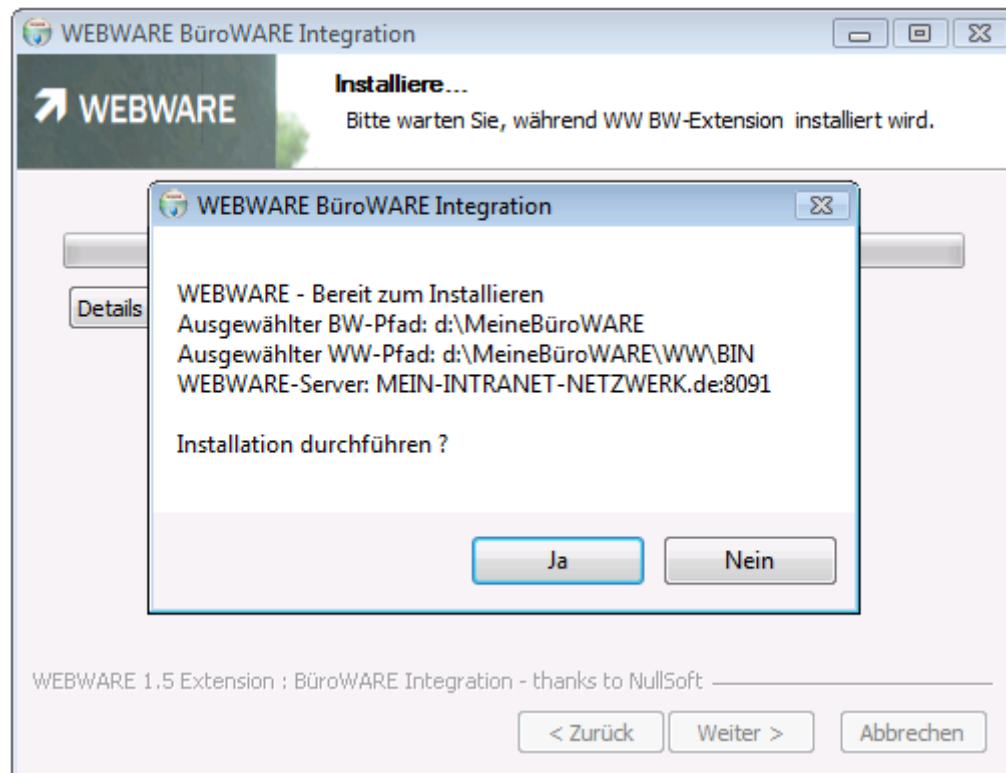 WEBWARE BüroWARE Integration
WEBWARE
Installiere...
Bitte warten Sie, während WW BW-Extension installiert wird.
Details
WEBWARE BüroWARE Integration
WEBWARE - Bereit zum Installieren
Ausgewählter BW-Pfad: d:\MeineBüroWARE
Ausgewählter WW-Pfad: d:\MeineBüroWARE\WW\BIN
WEBWARE-Server: MEIN-INTRANET-NETZWERK.de:8091
Installation durchführen ?
Ja
Nein
WEBWARE 1.5 Extension : BüroWARE Integration - thanks to NullSoft
< Zurück
Weiter >
Abbrechen